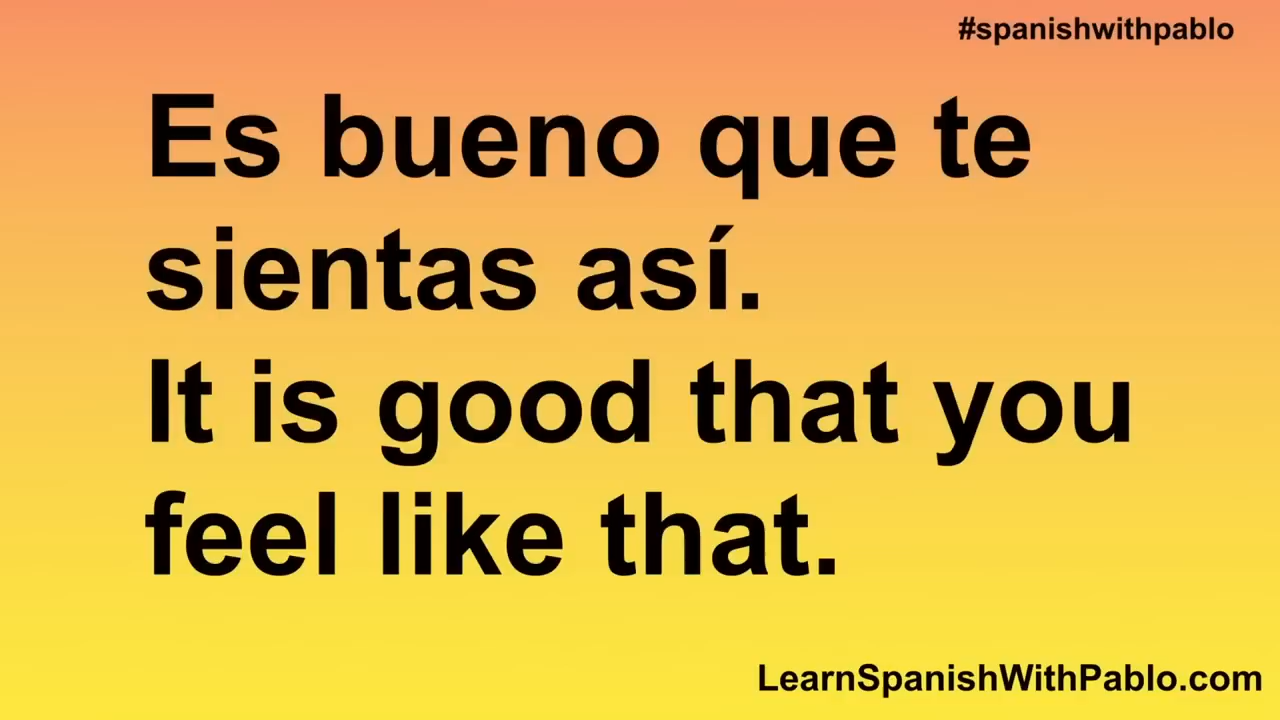 #spanishwithpablo
Es bueno que te
sientas así.
It is good that you
feel like that.
LearnSpanishWithPablo.com